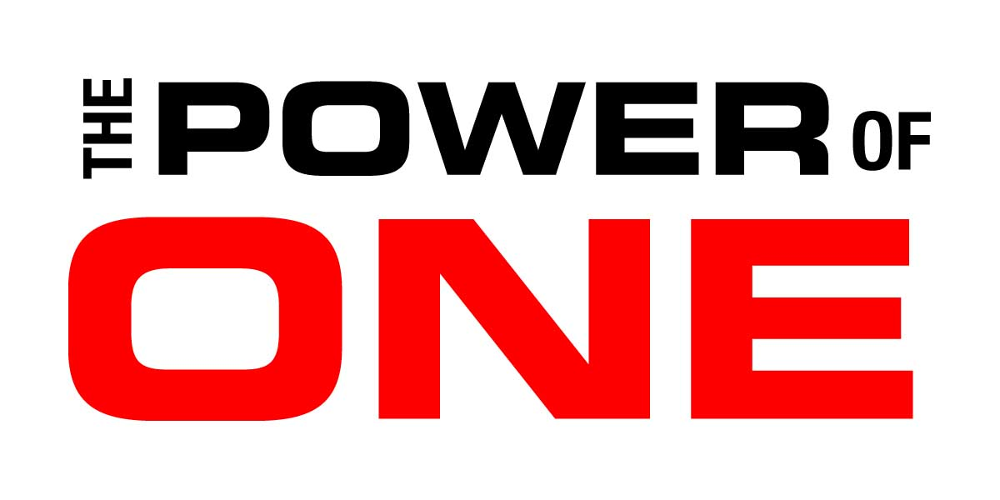 THE POWER OF
ONE